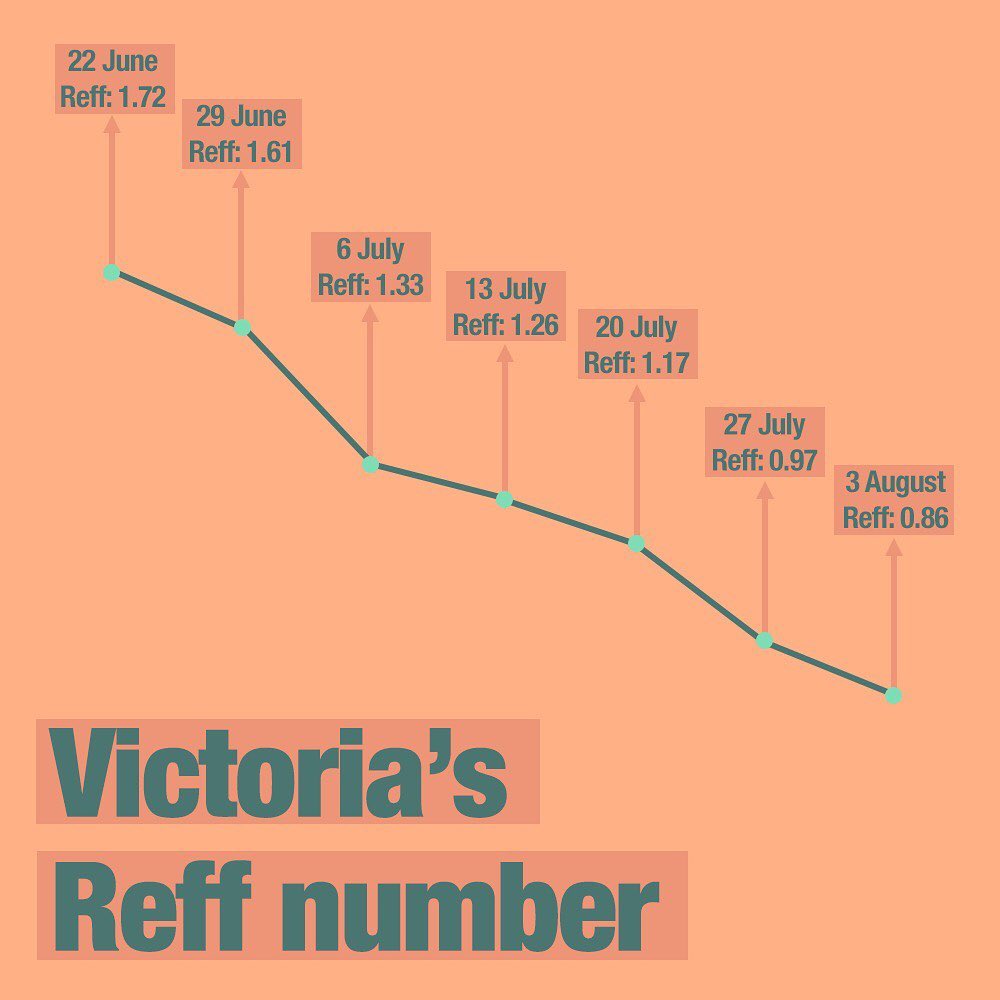 22 June
Reff: 1.72
29 June
Reff: 1.61
6 July
Reff: 1.33
13 July
Reff: 1.26
20 July
Reff: 1.17
27 July
Reff: 0.97
3 August
Reff: 0.86
Victoria’s
Reff number